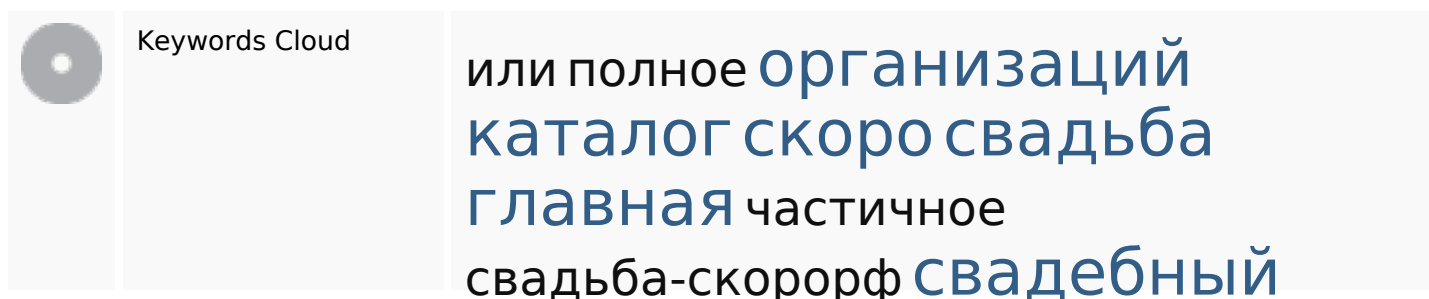 Keywords Cloud
или полное организаций
каталог скоро свадьба
главная частичное
свадьба-скорорф свадебный